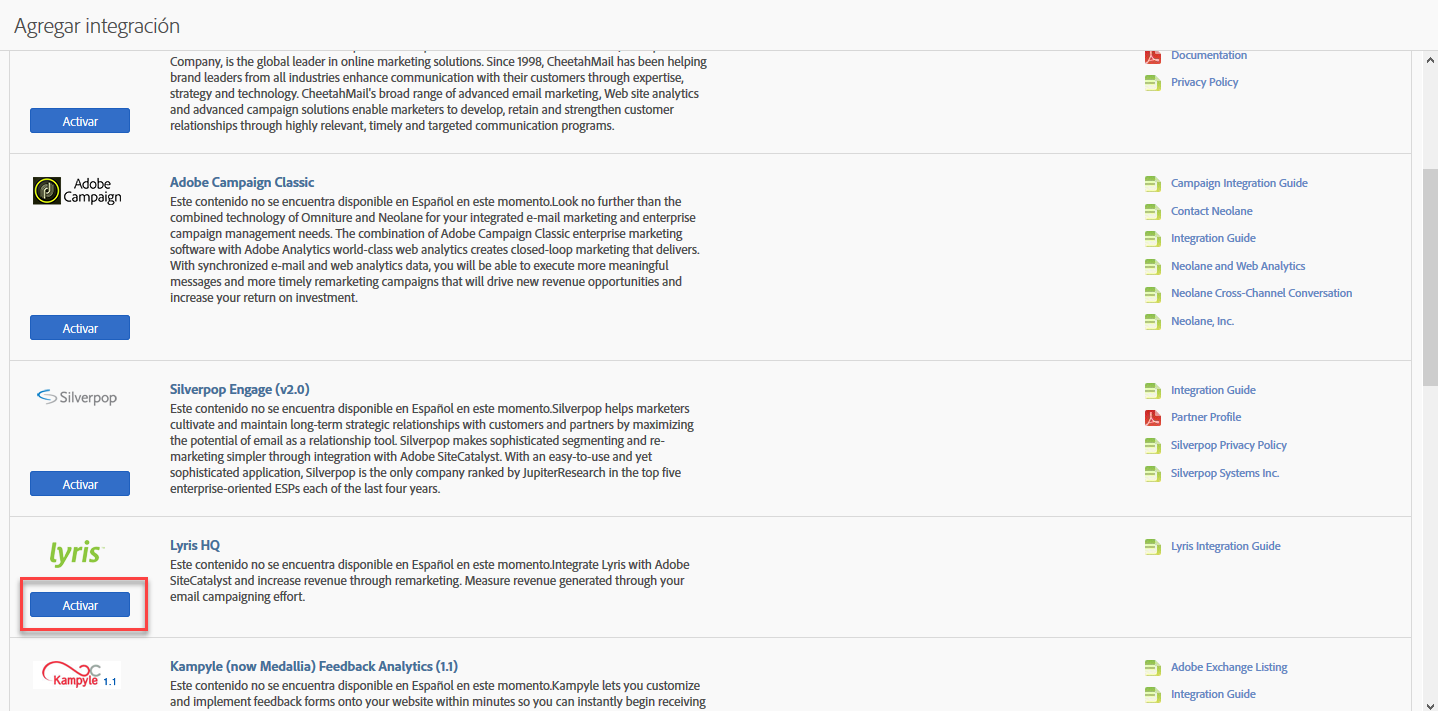 Agregar integración
Company, is the global leader in online marketing solutions. Since 1998, CheetahMail has been helping
brand leaders from all industries enhance communication with their customers through expertise,
strategy and technology. CheetahMail's broad range of advanced email marketing, Web site analytics
and advanced campaign solutions enable marketers to develop, retain and strengthen customer
relationships through highly relevant, timely and targeted communication programs.
Activar
Documentation
Privacy Policy
Adobe
Campaign
Adobe Campaign Classic
Este contenido no se encuentra disponible en Español en este momento.Look no further than the
combined technology of Omniture and Neolane for your integrated e-mail marketing and enterprise
campaign management needs. The combination of Adobe Campaign Classic enterprise marketing
software with Adobe Analytics world-class web analytics creates closed-loop marketing that delivers.
With synchronized e-mail and web analytics data, you will be able to execute more meaningful
messages and more timely remarketing campaigns that will drive new revenue opportunities and
increase your return on investment.
Activar
Campaign Integration Guide
Contact Neolane
Integration Guide
Neolane and Web Analytics
Neolane Cross-Channel Conversation
Neolane, Inc.
Silverpop
Silverpop Engage (v2.0)
Este contenido no se encuentra disponible en Español en este momento.Silverpop helps marketers
cultivate and maintain long-term strategic relationships with customers and partners by maximizing
the potential of email as a relationship tool. Silverpop makes sophisticated segmenting and re-
marketing simpler through integration with Adobe SiteCatalyst. With an easy-to-use and yet
sophisticated application, Silverpop is the only company ranked by JupiterResearch in the top five
enterprise-oriented ESPs each of the last four years.
Activar
Integration Guide
Partner Profile
Silverpop Privacy Policy
Silverpop Systems Inc.
lyris
Lyris HQ
Este contenido no se encuentra disponible en Español en este momento.Integrate Lyris with Adobe
SiteCatalyst and increase revenue through remarketing. Measure revenue generated through your
email campaigning effort.
Activar
Lyris Integration Guide
Kampyle 1.1
Kampyle (now Medallia) Feedback Analytics (1.1)
Este contenido no se encuentra disponible en Español en este momento.Kampyle lets you customize
and implement feedback forms onto your website within minutes so you can instantly begin receiving
Adobe Exchange Listing
Integration Guide